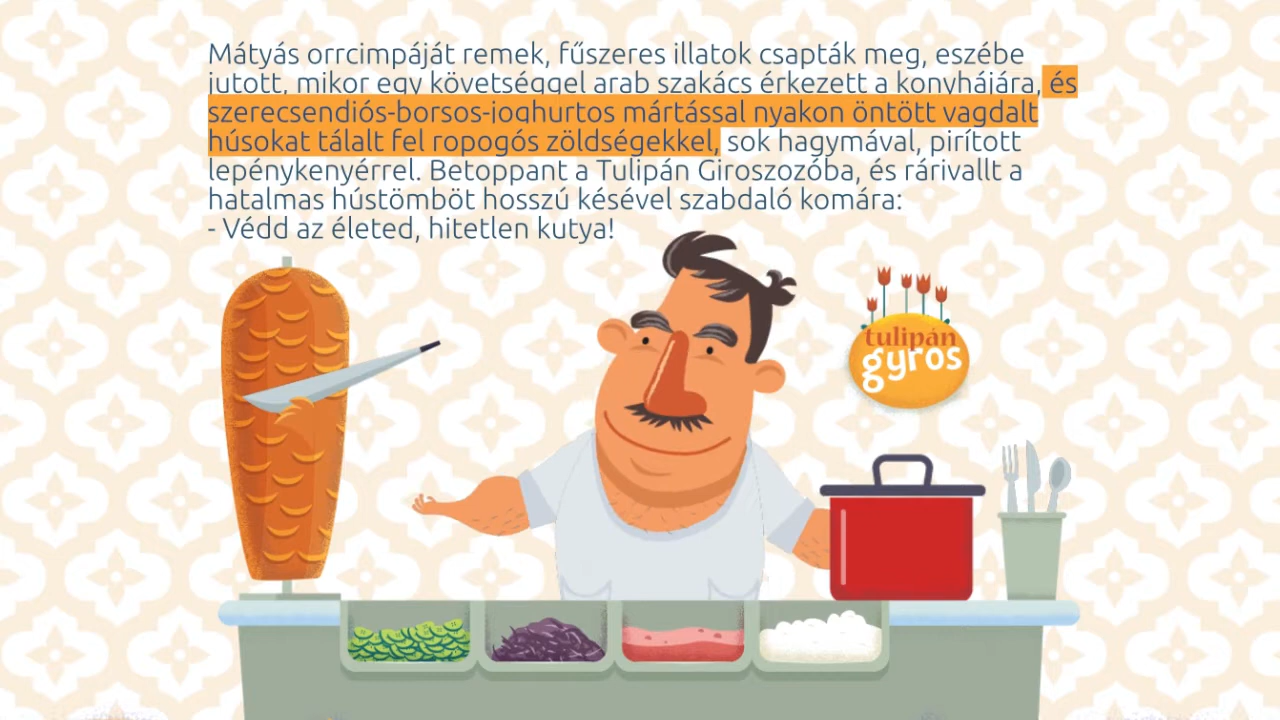 Mátyás orrcimpáját remek, fűszeres illatok csapták meg, eszébe
jutott, mikor egy követséggel arab szakács érkezett a konyhájára, és
szerecsendiós-borsos-joghurtos mártással nyakon öntött vagdalt
húsokat tálalt fel ropogós zöldségekkel, sok hagymával, pirított
lepénykenyérrel. Betoppant a Tulipán Giroszozóba, és rárivallt a
hatalmas hústömböt hosszú késével szabdaló komára:
- Védd az életed, hitetlen kutya!
tulipán
gyros